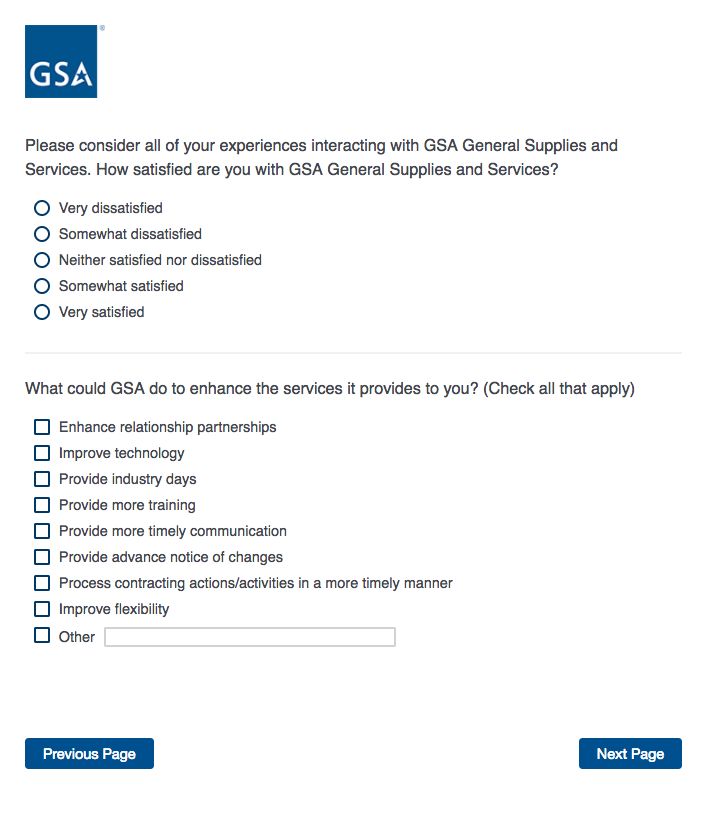 GSA
Please consider all of your experiences interacting with GSA General Supplies and
Services. How satisfied are you with GSA General Supplies and Services?
Very dissatisfied
Somewhat dissatisfied
Neither satisfied nor dissatisfied
Somewhat satisfied
Very satisfied
What could GSA do to enhance the services it provides to you? (Check all that apply)
Enhance relationship partnerships
Improve technology
Provide industry days
Provide more training
Provide more timely communication
Provide advance notice of changes
Process contracting actions/activities in a more timely manner
Improve flexibility
Other
Previous Page
Next Page